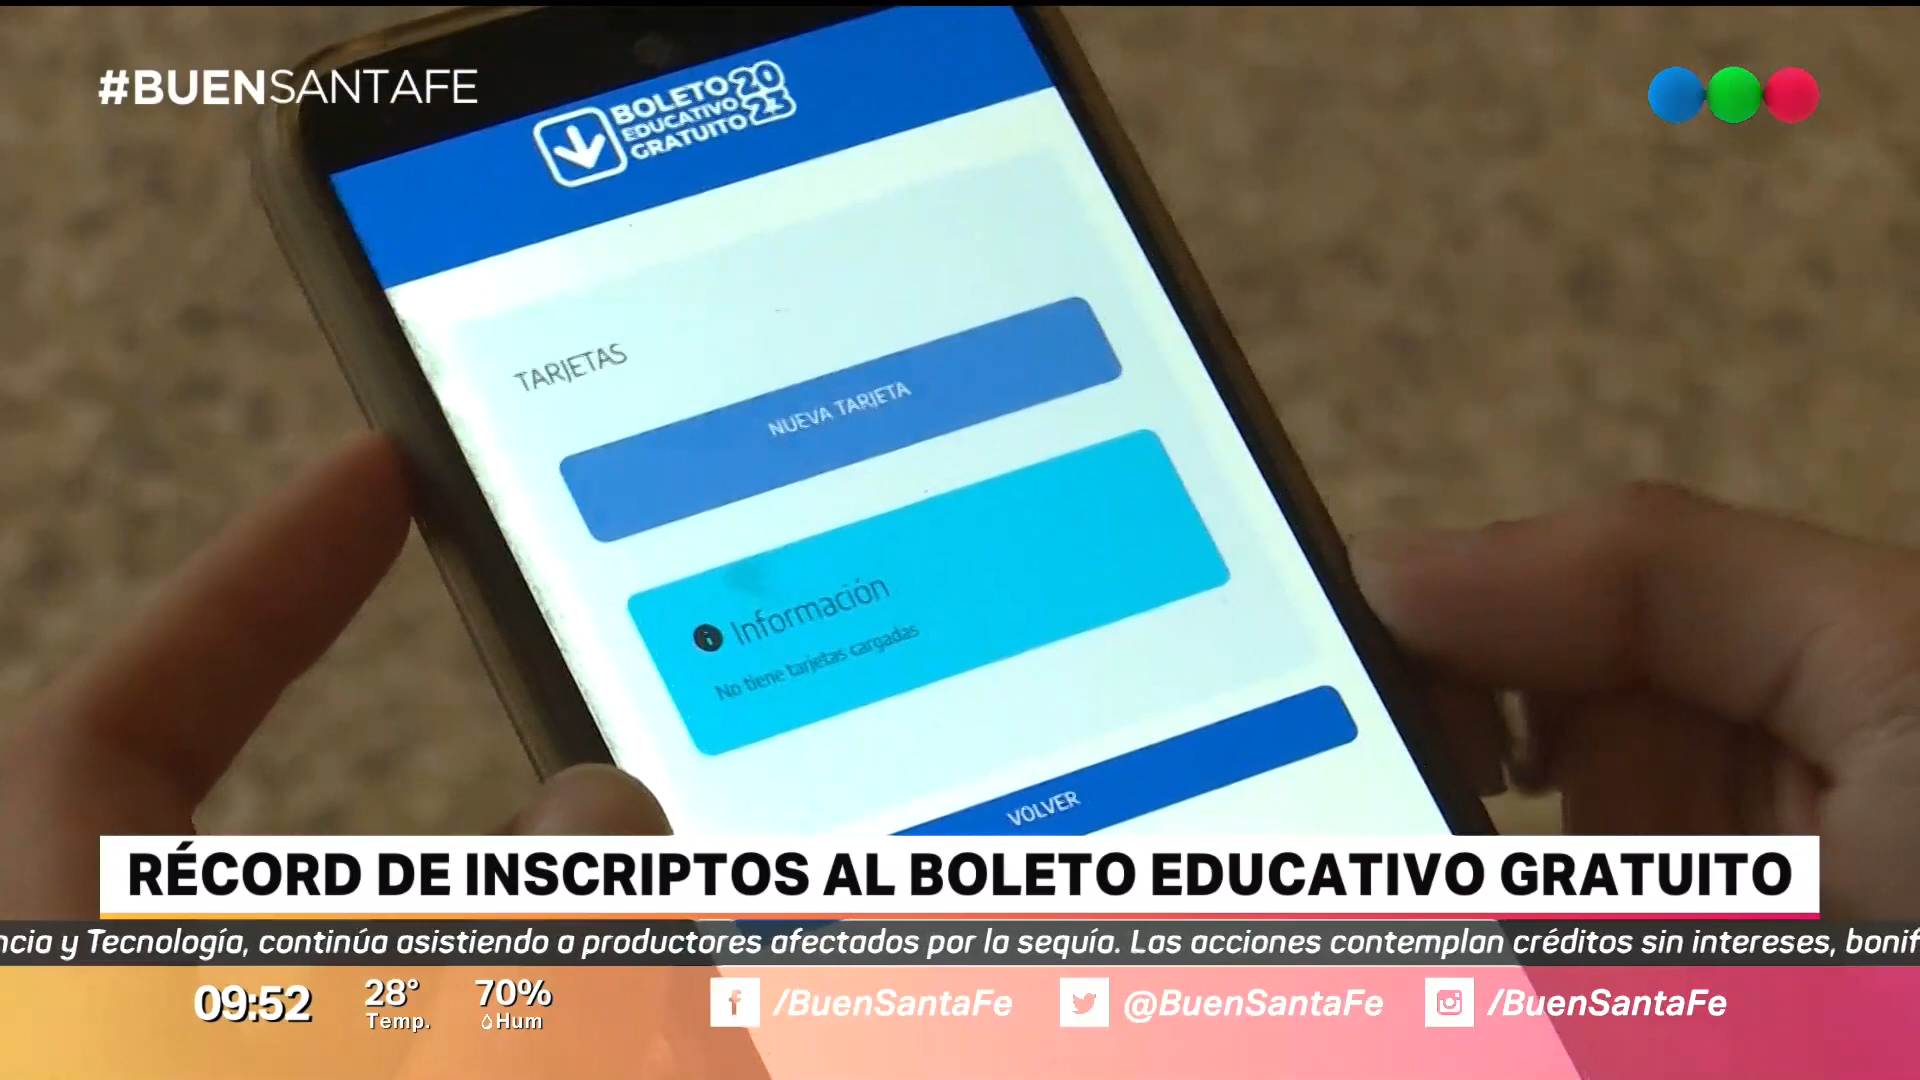 #BUENSANTAFE
BOLETO
EDUCATIVO
GRATUITO
20
23
TARJETAS
NUEVA TARJETA
Información
No tiene tarjetas cargadas
VOLVER
RÉCORD DE INSCRIPTOS AL BOLETO EDUCATIVO GRATUITO
ncia y Tecnología, continúa asistiendo a productores afectados por la sequía. Las acciones contemplan créditos sin intereses, bonif
09:52
28°
Temp.
70%
Hum
/BuenSantaFe
@BuenSantaFe
/BuenSantaFe